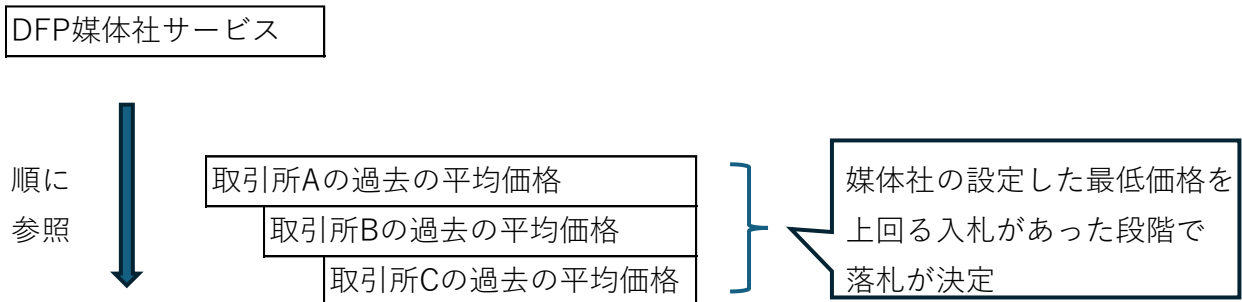 DFP媒体社サービス
順に
参照
取引所Aの過去の平均価格
取引所Bの過去の平均価格
取引所Cの過去の平均価格
媒体社の設定した最低価格を
上回る入札があった段階で
落札が決定